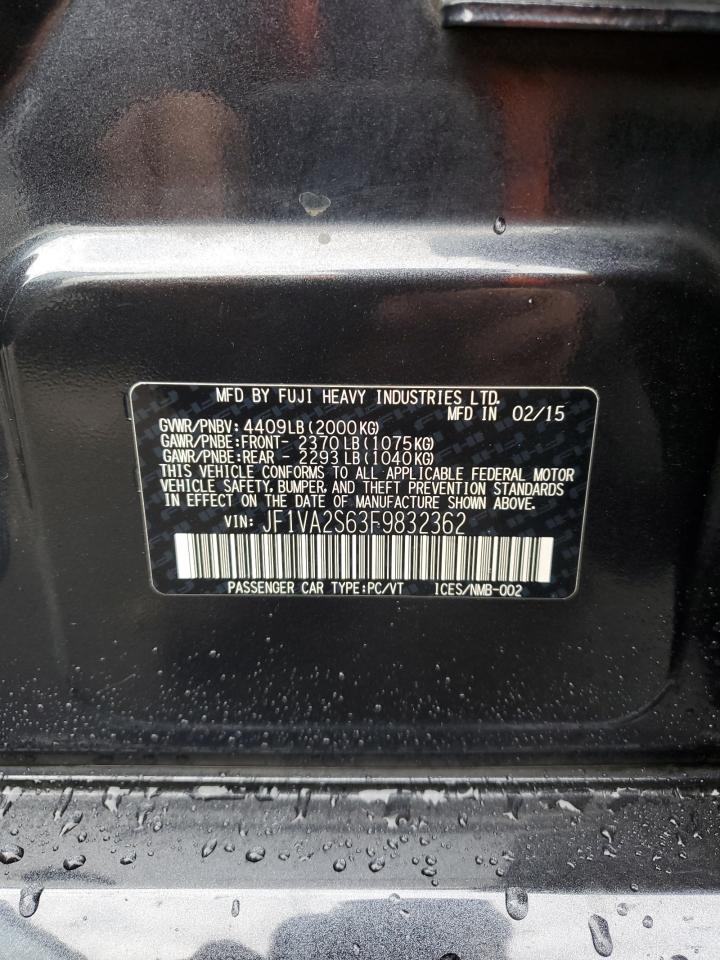 MFD BY FUJI HEAVY INDUSTRIES LTD.
MFD IN 02/15
GVWR/PNBV: 4409LB(2000KG)
GAWR/PNBE:FRONT- 2370LB(1075KG)
GAWR/PNBE:REAR - 2293LB(1040KG)
THIS VEHICLE CONFORMS TO ALL APPLICABLE FEDERAL MOTOR
VEHICLE SAFETY, BUMPER, AND THEFT PREVENTION STANDARDS
IN EFFECT ON THE DATE OF MANUFACTURE SHOWN ABOVE.
VIN: JF1VA2S63F9832362
PASSENGER CAR TYPE:PC/VT ICES/NMB-002